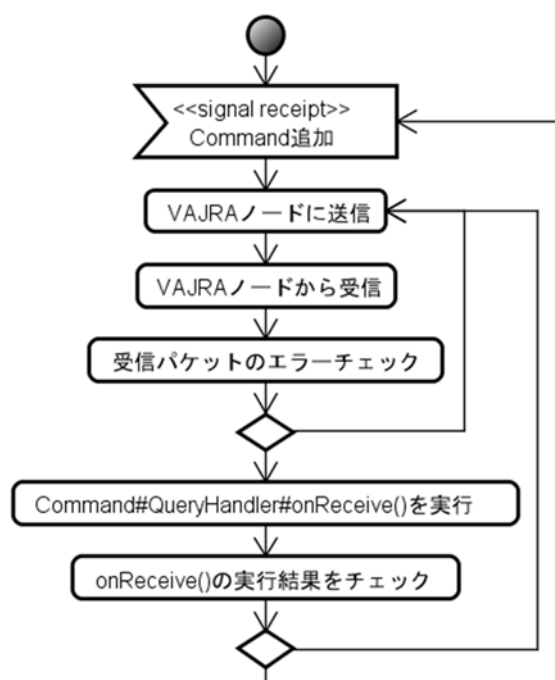 <<signal receipt>>
Command追加
VAJRAノードに送信
VAJRAノードから受信
受信パケットのエラーチェック
Command#QueryHandler#onReceive()を実行
onReceive()の実行結果をチェック